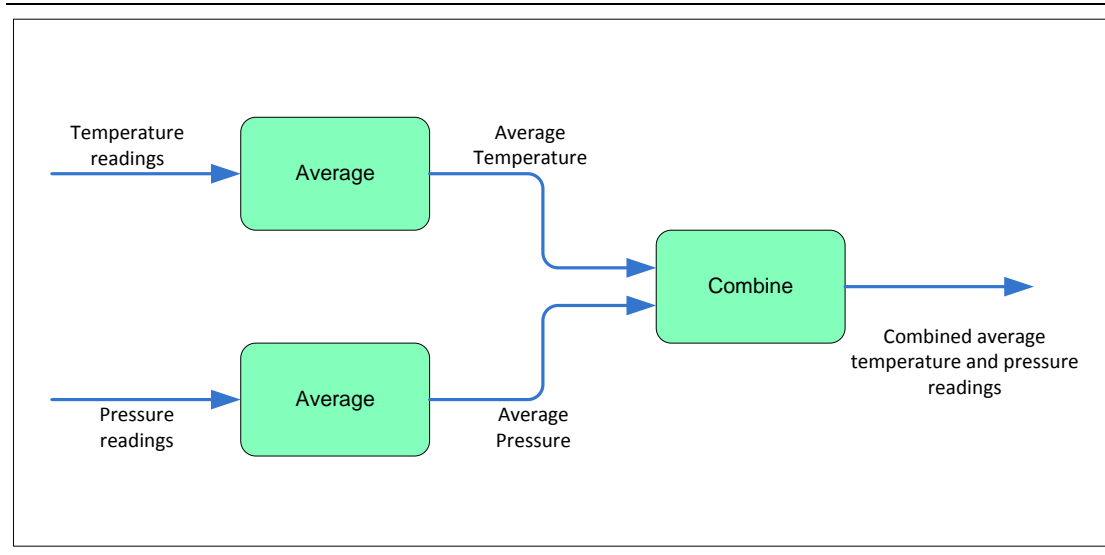 Temperature
readings
Average
Average
Temperature
Combine
Combined average
temperature and pressure
readings
Pressure
readings
Average
Average
Pressure